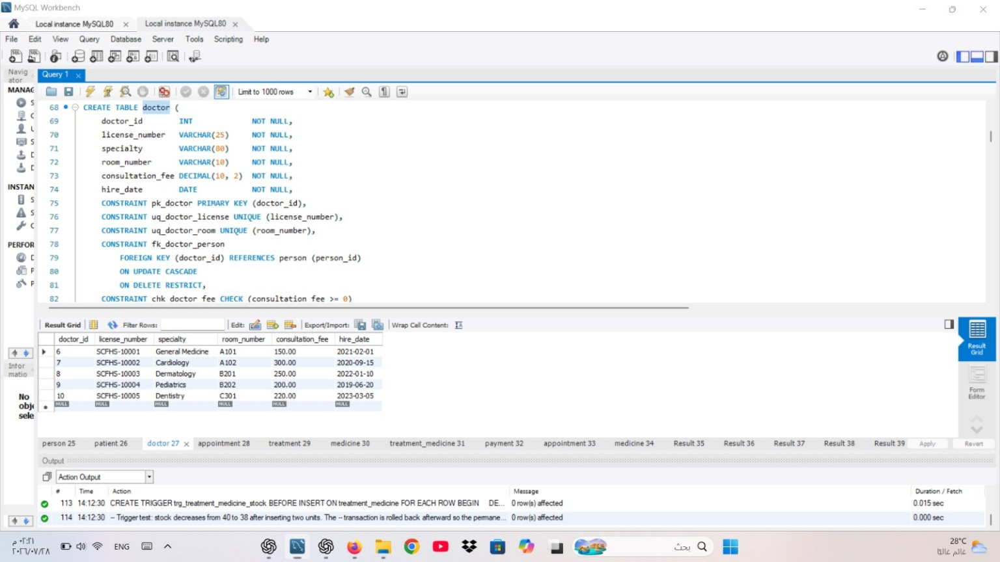 MySQL Workbench
Local instance MySQL80 × Local instance MySQL80 ×
File Edit View Query Database Server Tools Scripting Help
Navig
ator
Query 1 ×
MANAG
Limit to 1000 rows
68 CREATE TABLE doctor (
69 doctor_id INT NOT NULL,
70 license_number VARCHAR(25) NOT NULL,
71 specialty VARCHAR(80) NOT NULL,
72 room_number VARCHAR(10) NOT NULL,
73 consultation_fee DECIMAL(10, 2) NOT NULL,
74 hire_date DATE NOT NULL,
75 CONSTRAINT pk_doctor PRIMARY KEY (doctor_id),
76 CONSTRAINT uq_doctor_license UNIQUE (license_number),
77 CONSTRAINT uq_doctor_room UNIQUE (room_number),
78 CONSTRAINT fk_doctor_person
79 FOREIGN KEY (doctor_id) REFERENCES person (person_id)
80 ON UPDATE CASCADE
81 ON DELETE RESTRICT,
82 CONSTRAINT chk_doctor_fee CHECK (consultation_fee >= 0)
S
C
U
S
D
D
INSTAN
S
S
C
PERFOR
D
P
P
Infor
matio
No
obje
sele
Result Grid Filter Rows: Edit: Export/Import: Wrap Cell Content:
doctor_id license_number specialty room_number consultation_fee hire_date
6 SCFHS-10001 General Medicine A101 150.00 2021-02-01
7 SCFHS-10002 Cardiology A102 300.00 2020-09-15
8 SCFHS-10003 Dermatology B201 250.00 2022-01-10
9 SCFHS-10004 Pediatrics B202 200.00 2019-06-20
10 SCFHS-10005 Dentistry C301 220.00 2023-03-05
NULL NULL NULL NULL NULL NULL
Result
Grid
Form
Editor
person 25 patient 26 doctor 27 × appointment 28 treatment 29 medicine 30 treatment_medicine 31 payment 32 appointment 33 medicine 34 Result 35 Result 36 Result 37 Result 38 Result 39 Apply Revert
Output
Action Output
# Time Action Message Duration / Fetch
113 14:12:30 CREATE TRIGGER trg_treatment_medicine_stock BEFORE INSERT ON treatment_medicine FOR EACH ROW BEGIN DE... 0 row(s) affected 0.015 sec
114 14:12:30 -- Trigger test: stock decreases from 40 to 38 after inserting two units. The -- transaction is rolled back afterward so the permane... 0 row(s) affected 0.000 sec
٠٢:٢١ م
٢٠٢٦/٠٧/٢٨
ENG
بحث
28°C
غائم غالبًا